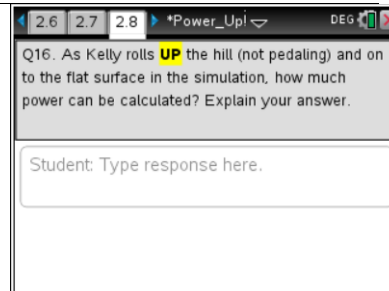 2.6 2.7 2.8 *Power_Up! DEG
Q16. As Kelly rolls UP the hill (not pedaling) and on
to the flat surface in the simulation, how much
power can be calculated? Explain your answer.
Student: Type response here.